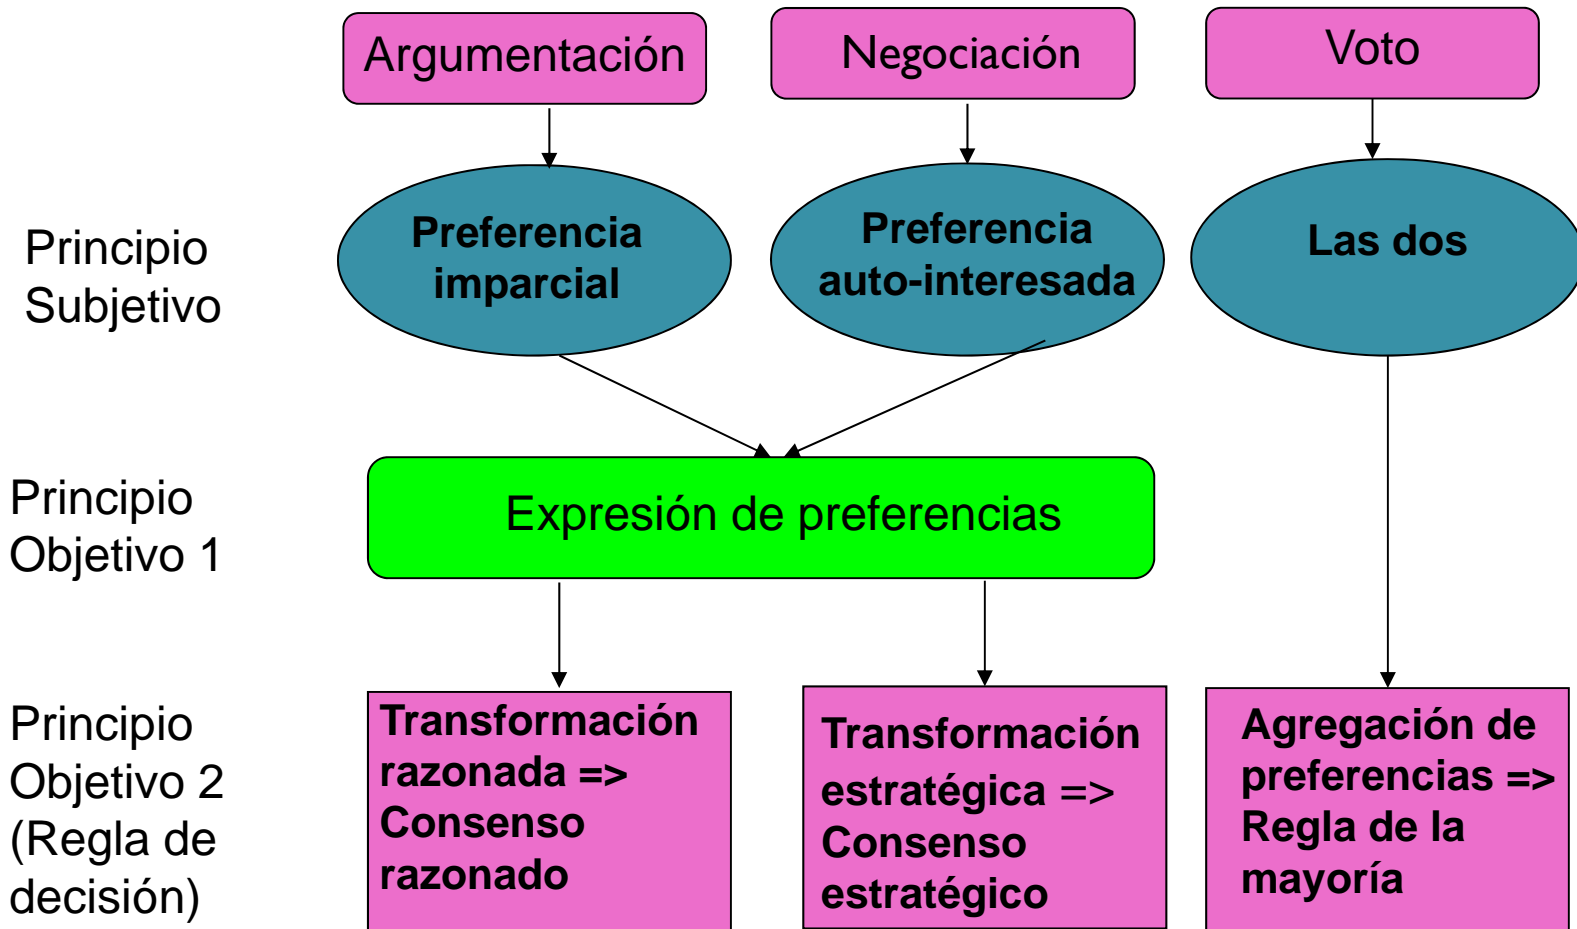 Argumentación
Negociación
Voto
Principio
Subjetivo
Preferencia
imparcial
Preferencia
auto-interesada
Las dos
Principio
Objetivo 1
Expresión de preferencias
Principio
Objetivo 2
(Regla de
decisión)
Transformación
razonada =>
Consenso
razonado
Transformación
estratégica =>
Consenso
estratégico
Agregación de
preferencias =>
Regla de la
mayoría